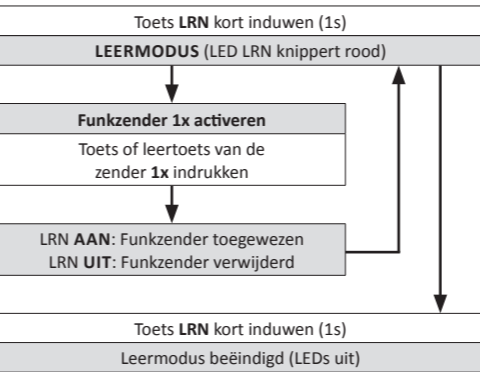 Toets LRN kort induwen (1s)
LEERMODUS (LED LRN knippert rood)
Funkzender 1x activeren
Toets of leertoets van de
zender 1x indrukken
LRN AAN: Funkzender toegewezen
LRN UIT: Funkzender verwijderd
Toets LRN kort induwen (1s)
Leermodus beëindigd (LEDs uit)